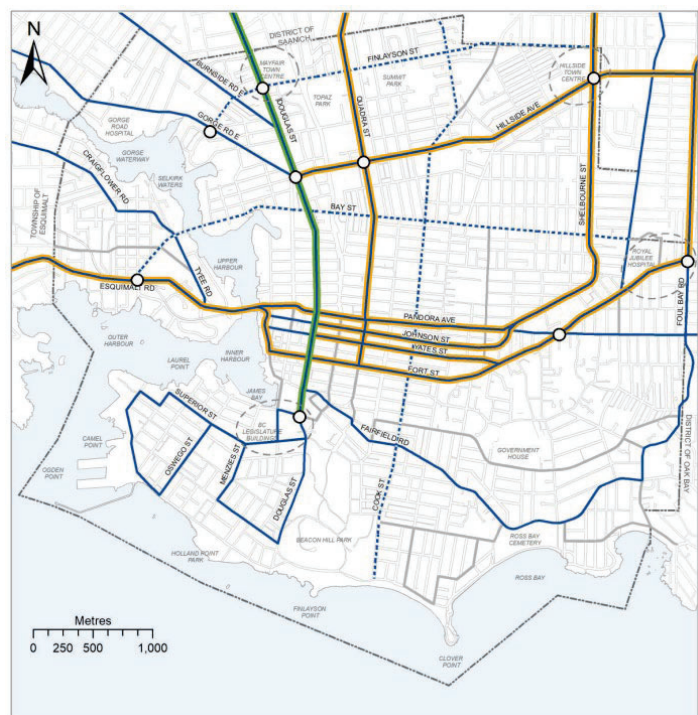 N
DISTRICT OF
SAANICH
MAYFAIR
TOWN
CENTRE
FINLAYSON ST
HILLSIDE
TOWN
CENTRE
BURNSIDE RD E
DOUGLAS ST
TOPAZ
PARK
SUMMIT
PARK
QUADRA ST
GORGE
ROAD
HOSPITAL
GORGE RD E
HILLSIDE AVE
GORGE
WATERWAY
CRAIGFLOWER RD
SELKIRK
WATERS
SHELBOURNE ST
TOWNSHIP OF
ESQUIMALT
BAY ST
TYEE RD
UPPER
HARBOUR
ROYAL
JUBILEE
HOSPITAL
FOUL BAY RD
ESQUIMALT RD
PANDORA AVE
OUTER
HARBOUR
JOHNSON ST
YATES ST
INNER
HARBOUR
LAUREL
POINT
FORT ST
JAMES
BAY
SUPERIOR ST
BC
LEGISLATURE
BUILDINGS
FAIRFIELD RD
CAMEL
POINT
OSWEGO ST
MENZIES ST
GOVERNMENT
HOUSE
DISTRICT OF OAK BAY
OGDEN
POINT
DOUGLAS ST
COOK ST
BEACON HILL PARK
ROSS BAY
CEMETERY
HOLLAND POINT
PARK
ROSS BAY
FINLAYSON
POINT
Metres
0 250 500 1,000
CLOVER
POINT